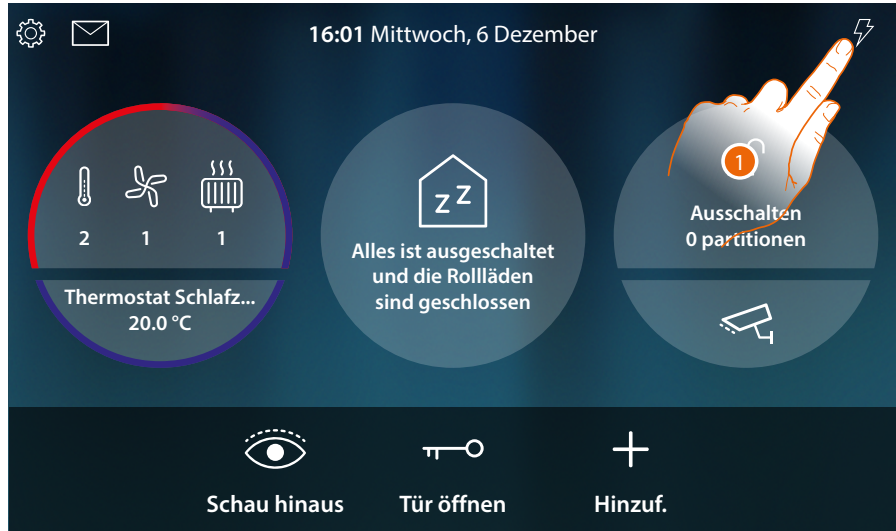 16:01 Mittwoch, 6 Dezember
2 1 1
Thermostat Schlafz...
20.0 °C
zz
Alles ist ausgeschaltet
und die Rollläden
sind geschlossen
1
Ausschalten
0 partitionen
Schau hinaus
Tür öffnen
Hinzuf.